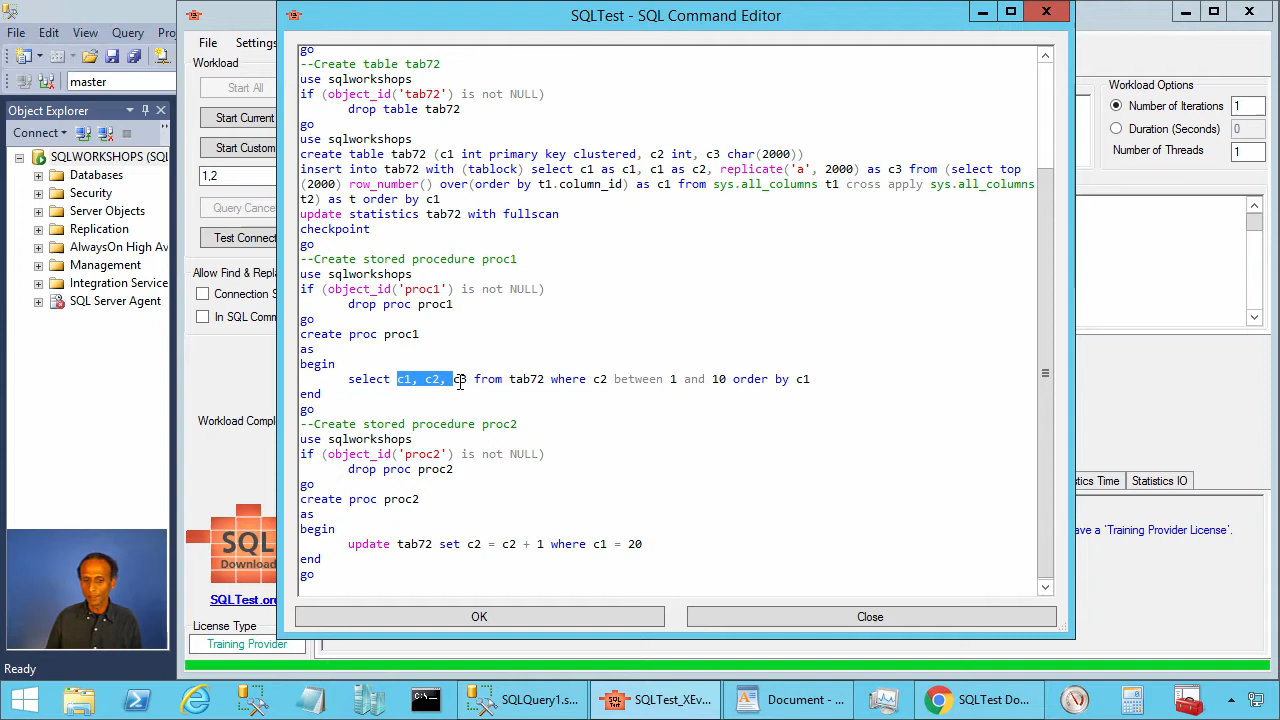 SQLTest - SQL Command Editor
File Edit View Query Pro
master
Object Explorer
Connect
SQLWORKSHOPS (SQL
Databases
Security
Server Objects
Replication
AlwaysOn High Av
Management
Integration Service
SQL Server Agent
File Settings
Workload
Start All
Start Current
Start Custom
1,2
Query Cance
Test Connect
Allow Find & Repla
Connection S
In SQL Comm
Workload Comple
SQL
Download
SQLTest.or
License Type
Training Provider
go
--Create table tab72
use sqlworkshops
if (object_id('tab72') is not NULL)
drop table tab72
go
use sqlworkshops
create table tab72 (c1 int primary key clustered, c2 int, c3 char(2000))
insert into tab72 with (tablock) select c1 as c1, c1 as c2, replicate('a', 2000) as c3 from (select top
(2000) row_number() over(order by t1.column_id) as c1 from sys.all_columns t1 cross apply sys.all_columns
t2) as t order by c1
update statistics tab72 with fullscan
checkpoint
go
--Create stored procedure proc1
use sqlworkshops
if (object_id('proc1') is not NULL)
drop proc proc1
go
create proc proc1
as
begin
select c1, c2, c3 from tab72 where c2 between 1 and 10 order by c1
end
go
--Create stored procedure proc2
use sqlworkshops
if (object_id('proc2') is not NULL)
drop proc proc2
go
create proc proc2
as
begin
update tab72 set c2 = c2 + 1 where c1 = 20
end
go
OK
Close
Workload Options
Number of Iterations 1
Duration (Seconds) 0
Number of Threads 1
tics Time
Statistics IO
ave a 'Training Provider License'.
Ready
SQLQuery1.s...
SQLTest_XEv...
Document - ...
SQLTest Do...